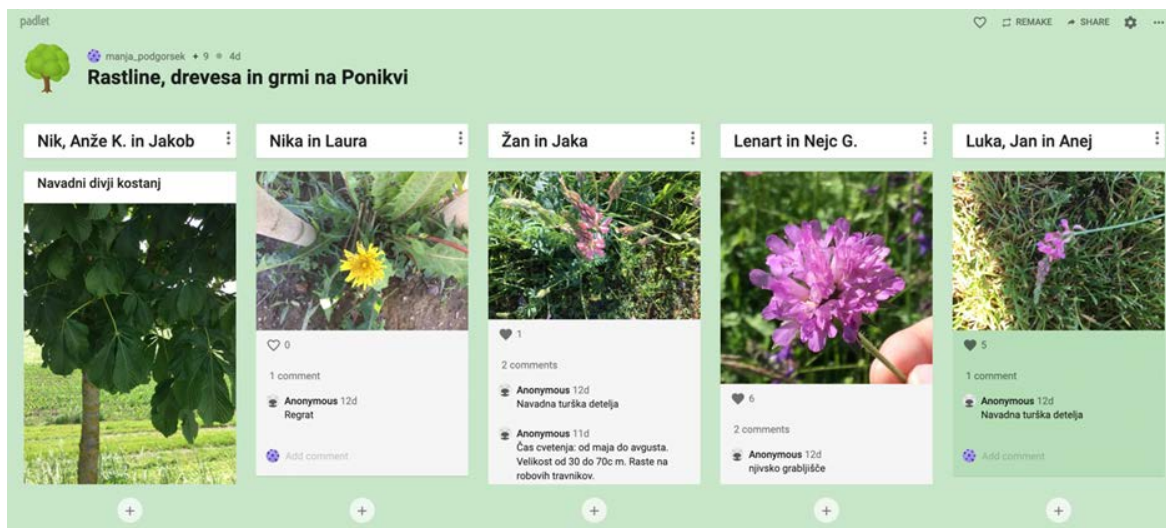 padlet
REMAKE
SHARE
manja_podgorsek + 9 4d
Rastline, drevesa in grmi na Ponikvi
Nik, Anže K. in Jakob
Navadni divji kostanj
Nika in Laura
0
1 comment
Anonymous 12d
Regrat
Add comment
Žan in Jaka
1
2 comments
Anonymous 12d
Navadna turška detelja
Anonymous 11d
Čas cvetenja: od maja do avgusta.
Velikost od 30 do 70c m. Raste na
robovih travnikov.
Lenart in Nejc G.
6
2 comments
Anonymous 12d
njivsko grabljišče
Luka, Jan in Anej
5
1 comment
Anonymous 12d
Navadna turška detelja
Add comment